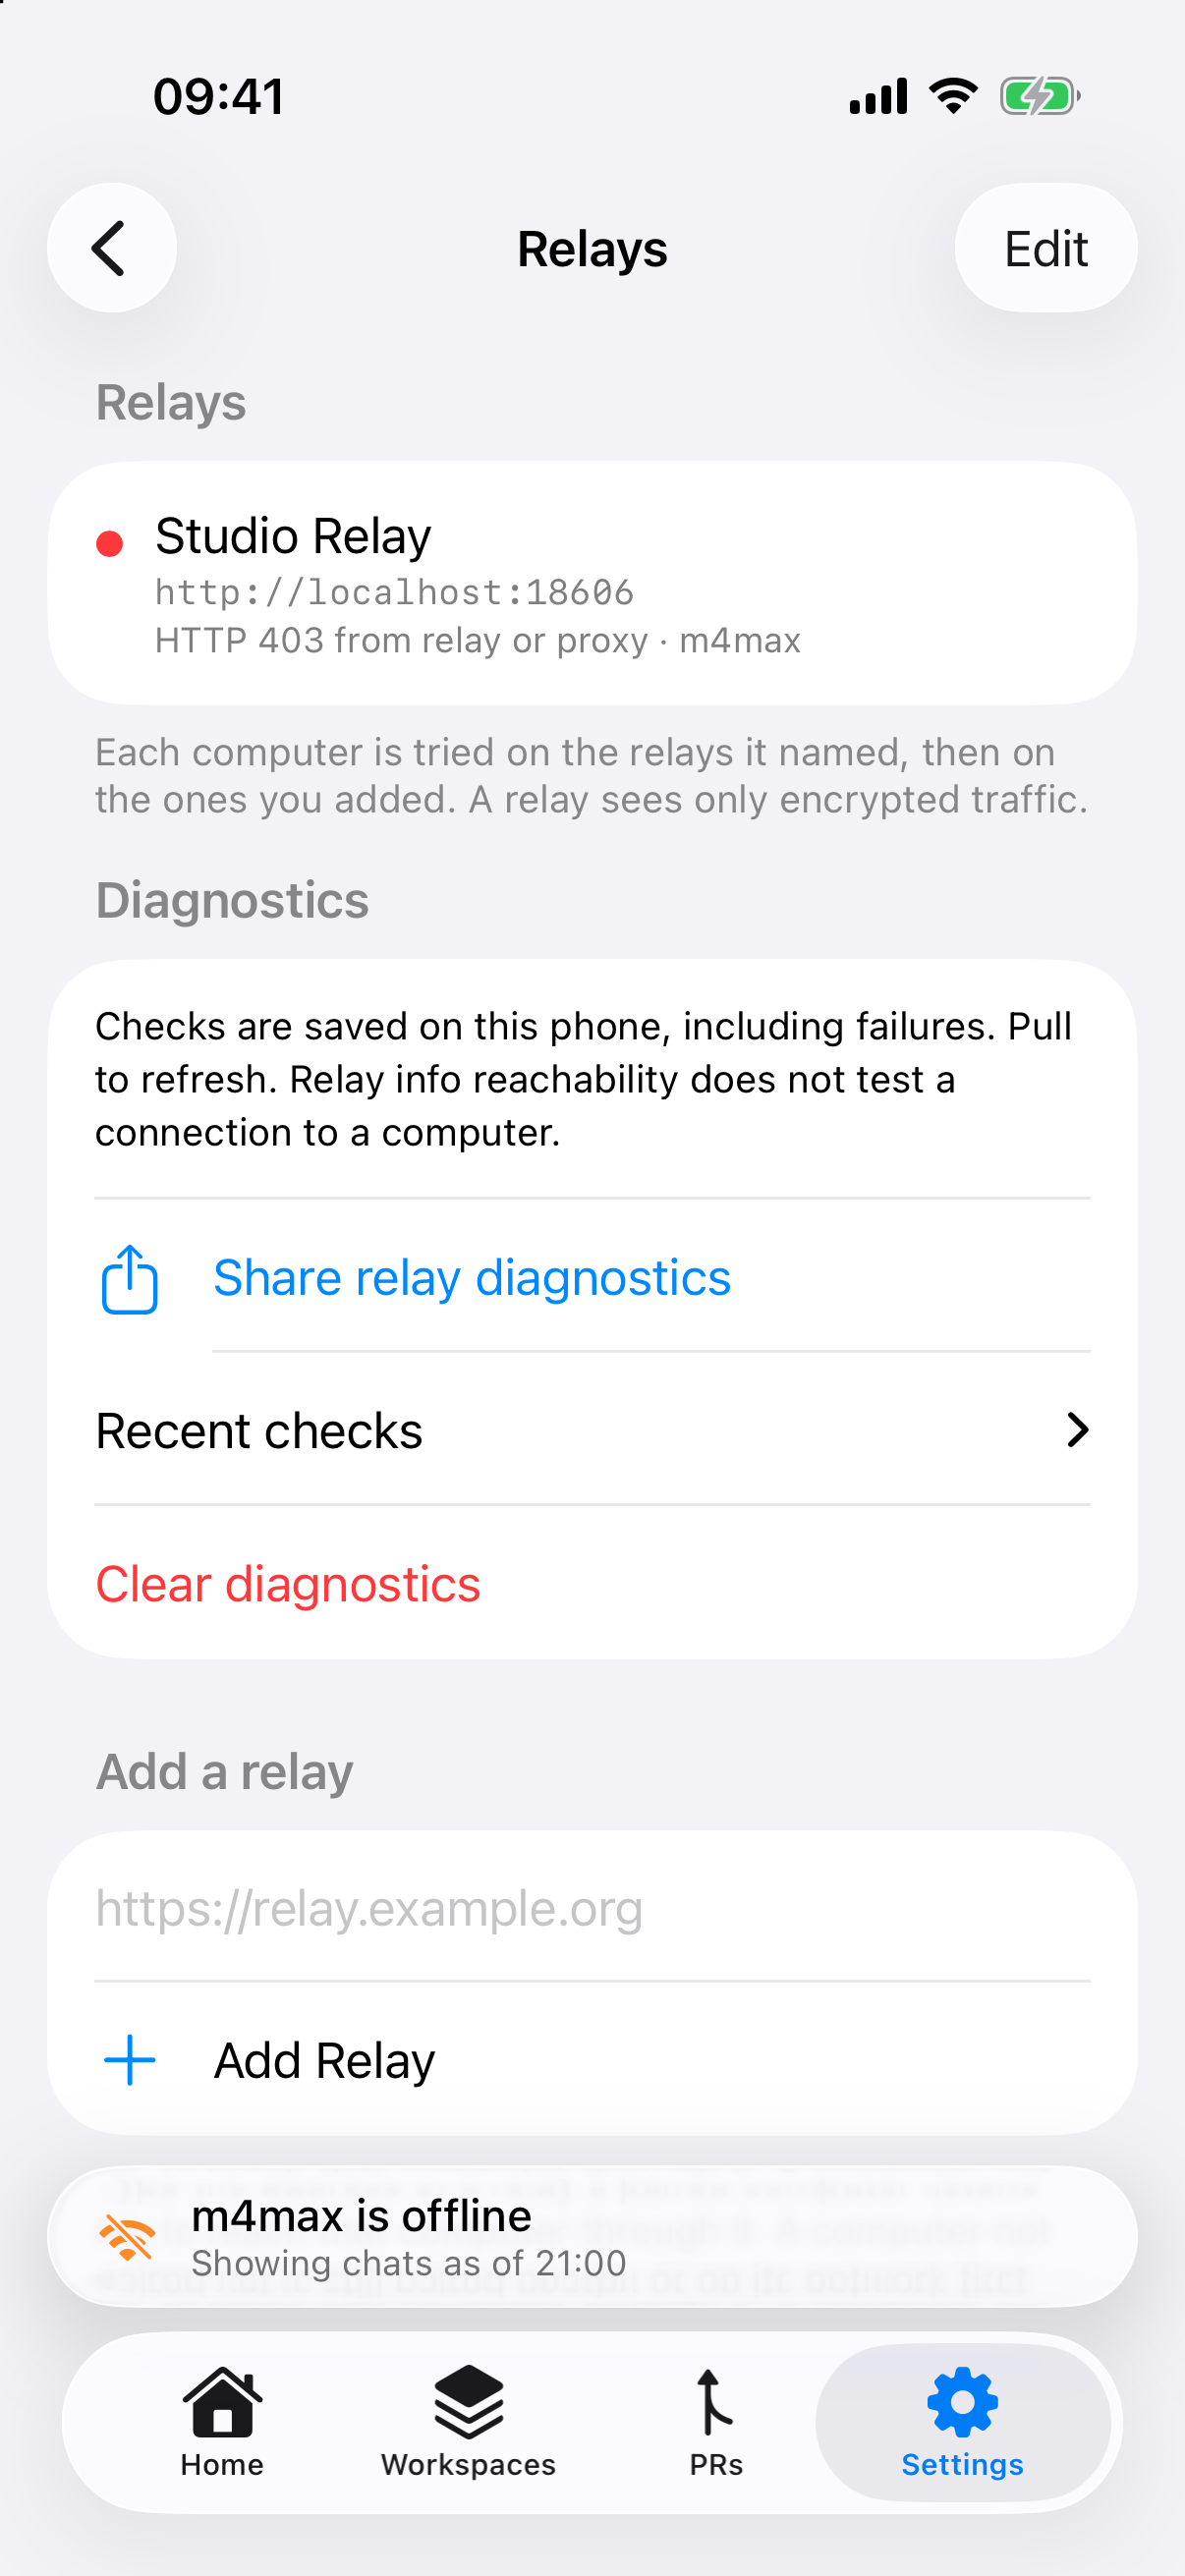 09:41
Relays
Edit
Relays
Studio Relay
http://localhost:18606
HTTP 403 from relay or proxy · m4max
Each computer is tried on the relays it named, then on
the ones you added. A relay sees only encrypted traffic.
Diagnostics
Checks are saved on this phone, including failures. Pull
to refresh. Relay info reachability does not test a
connection to a computer.
Share relay diagnostics
Recent checks
Clear diagnostics
Add a relay
https://relay.example.org
Add Relay
m4max is offline
Showing chats as of 21:00
Home
Workspaces
PRs
Settings